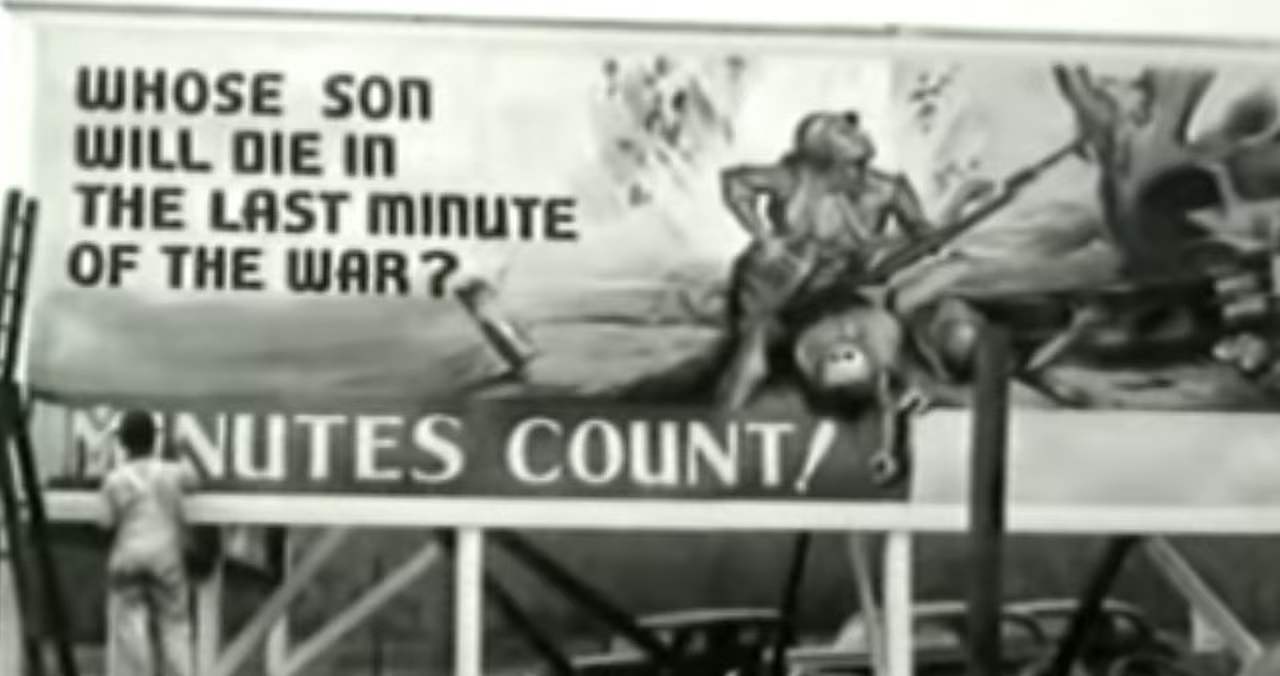 WHOSE SON
WILL DIE IN
THE LAST MINUTE
OF THE WAR?
MINUTES COUNT!